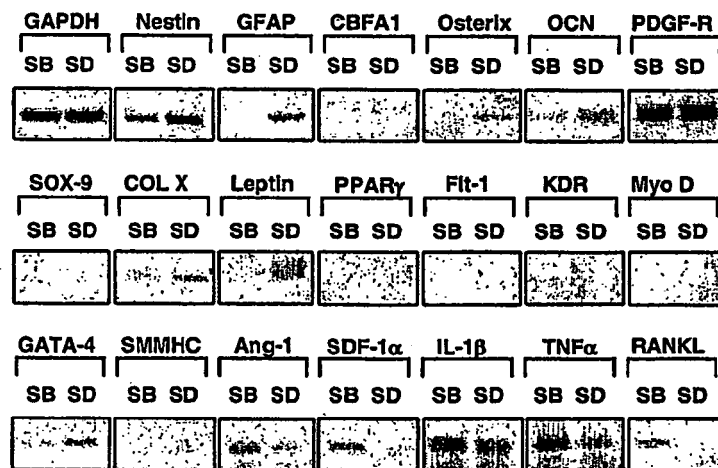 GAPDH Nestin GFAP CBFA1 Osterix OCN PDGF-R
SB SD SB SD SB SD SB SD SB SD SB SD SB SD
SOX-9 COL X Leptin PPARγ Flt-1 KDR Myo D
SB SD SB SD SB SD SB SD SB SD SB SD SB SD
GATA-4 SMMHC Ang-1 SDF-1α IL-1β TNFα RANKL
SB SD SB SD SB SD SB SD SB SD SB SD SB SD